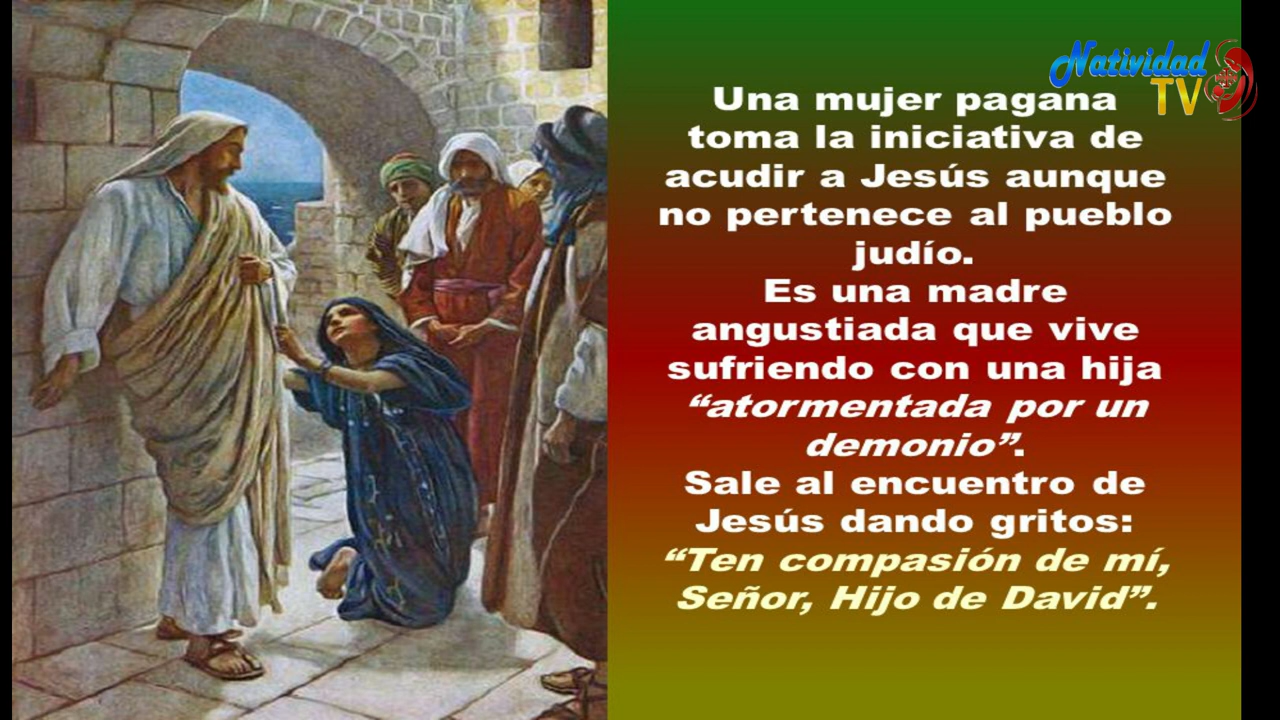 Natividad
TV
Una mujer pagana
toma la iniciativa de
acudir a Jesús aunque
no pertenece al pueblo
judío.
Es una madre
angustiada que vive
sufriendo con una hija
“atormentada por un
demonio”.
Sale al encuentro de
Jesús dando gritos:
“Ten compasión de mí,
Señor, Hijo de David”.